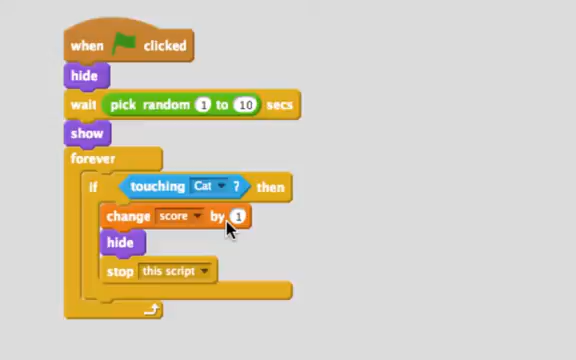 when clicked
hide
wait pick random 1 to 10 secs
show
forever
if touching Cat ? then
change score by 1
hide
stop this script